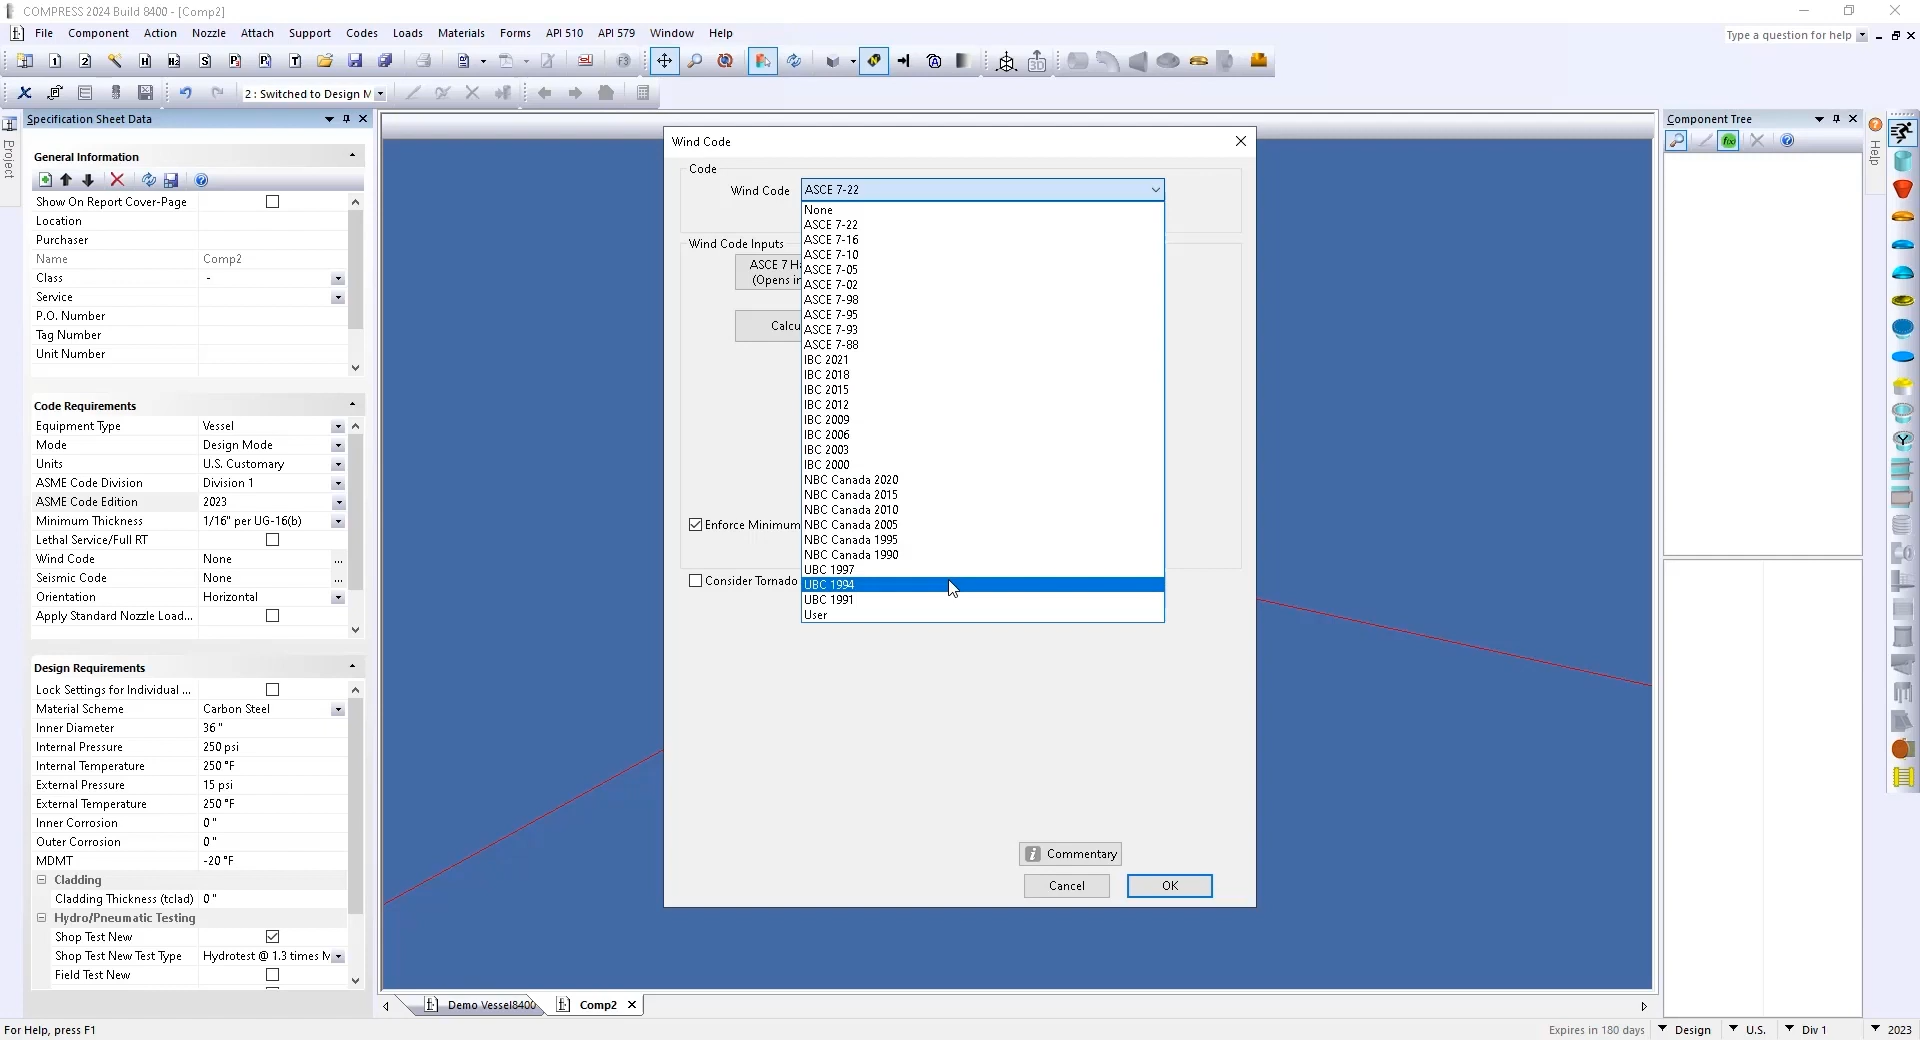 COMPRESS 2024 Build 8400 - [Comp2]
File Component Action Nozzle Attach Support Codes Loads Materials Forms API 510 API 579 Window Help
Type a question for help
2 : Switched to Design M
Project
Specification Sheet Data
General Information
Show On Report Cover-Page
Location
Purchaser
Name Comp2
Class -
Service
P.O. Number
Tag Number
Unit Number
Code Requirements
Equipment Type Vessel
Mode Design Mode
Units U.S. Customary
ASME Code Division Division 1
ASME Code Edition 2023
Minimum Thickness 1/16" per UG-16(b)
Lethal Service/Full RT
Wind Code None ...
Seismic Code None ...
Orientation Horizontal
Apply Standard Nozzle Load...
Design Requirements
Lock Settings for Individual ...
Material Scheme Carbon Steel
Inner Diameter 36 "
Internal Pressure 250 psi
Internal Temperature 250 °F
External Pressure 15 psi
External Temperature 250 °F
Inner Corrosion 0 "
Outer Corrosion 0 "
MDMT -20 °F
Cladding
Cladding Thickness (tclad) 0 "
Hydro/Pneumatic Testing
Shop Test New
Shop Test New Test Type Hydrotest @ 1.3 times M
Field Test New
Wind Code
Code
Wind Code ASCE 7-22
None
ASCE 7-22
ASCE 7-16
ASCE 7-10
ASCE 7-05
ASCE 7-02
ASCE 7-98
ASCE 7-95
ASCE 7-93
ASCE 7-88
IBC 2021
IBC 2018
IBC 2015
IBC 2012
IBC 2009
IBC 2006
IBC 2003
IBC 2000
NBC Canada 2020
NBC Canada 2015
NBC Canada 2010
NBC Canada 2005
NBC Canada 1995
NBC Canada 1990
UBC 1997
UBC 1994
UBC 1991
User
Wind Code Inputs
ASCE 7 Ha
(Opens in
Calcu
Enforce Minimum
Consider Tornado
Commentary
Cancel OK
Component Tree
Help
Demo Vessel8400 Comp2
For Help, press F1
Expires in 180 days Design U.S. Div 1 2023